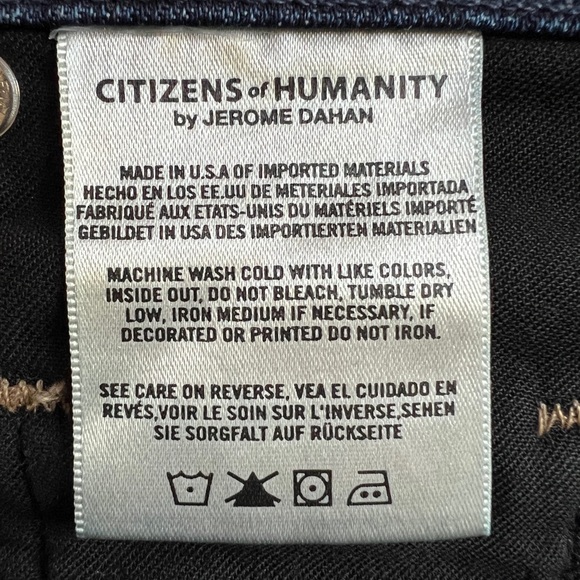 CITIZENS of HUMANITY
by JEROME DAHAN
MADE IN U.S.A OF IMPORTED MATERIALS
HECHO EN LOS EE.UU DE METERIALES IMPORTADA
FABRIQUÉ AUX ETATS-UNIS DU MATÉRIELS IMPORTÉ
GEBILDET IN USA DES IMPORTIERTEN MATERIALIEN
MACHINE WASH COLD WITH LIKE COLORS,
INSIDE OUT, DO NOT BLEACH, TUMBLE DRY
LOW, IRON MEDIUM IF NECESSARY, IF
DECORATED OR PRINTED DO NOT IRON.
SEE CARE ON REVERSE, VEA EL CUIDADO EN
REVÉS,VOIR LE SOIN SUR L'INVERSE,SEHEN
SIE SORGFALT AUF RÜCKSEITE